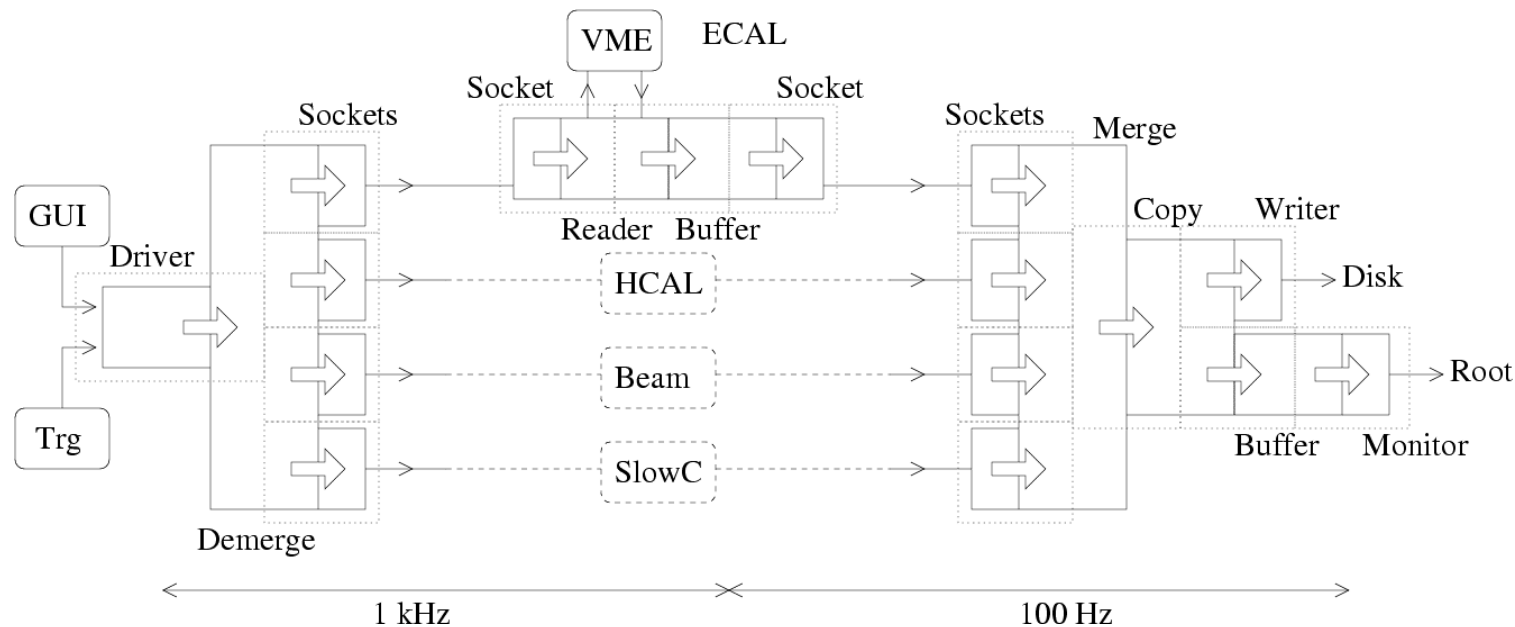 VME
ECAL
Socket
Socket
Sockets
Sockets
Merge
GUI
Driver
Reader
Buffer
Copy
Writer
HCAL
Disk
Beam
Root
Trg
SlowC
Buffer
Monitor
Demerge
1 kHz
100 Hz